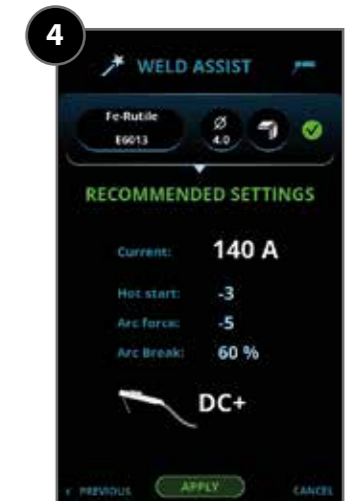 4
WELD ASSIST
Fe-Rutile
E6013
Ø
4.0
RECOMMENDED SETTINGS
Current: 140 A
Hot start: -3
Arc force: -5
Arc Break: 60 %
DC+
< PREVIOUS APPLY CANCEL